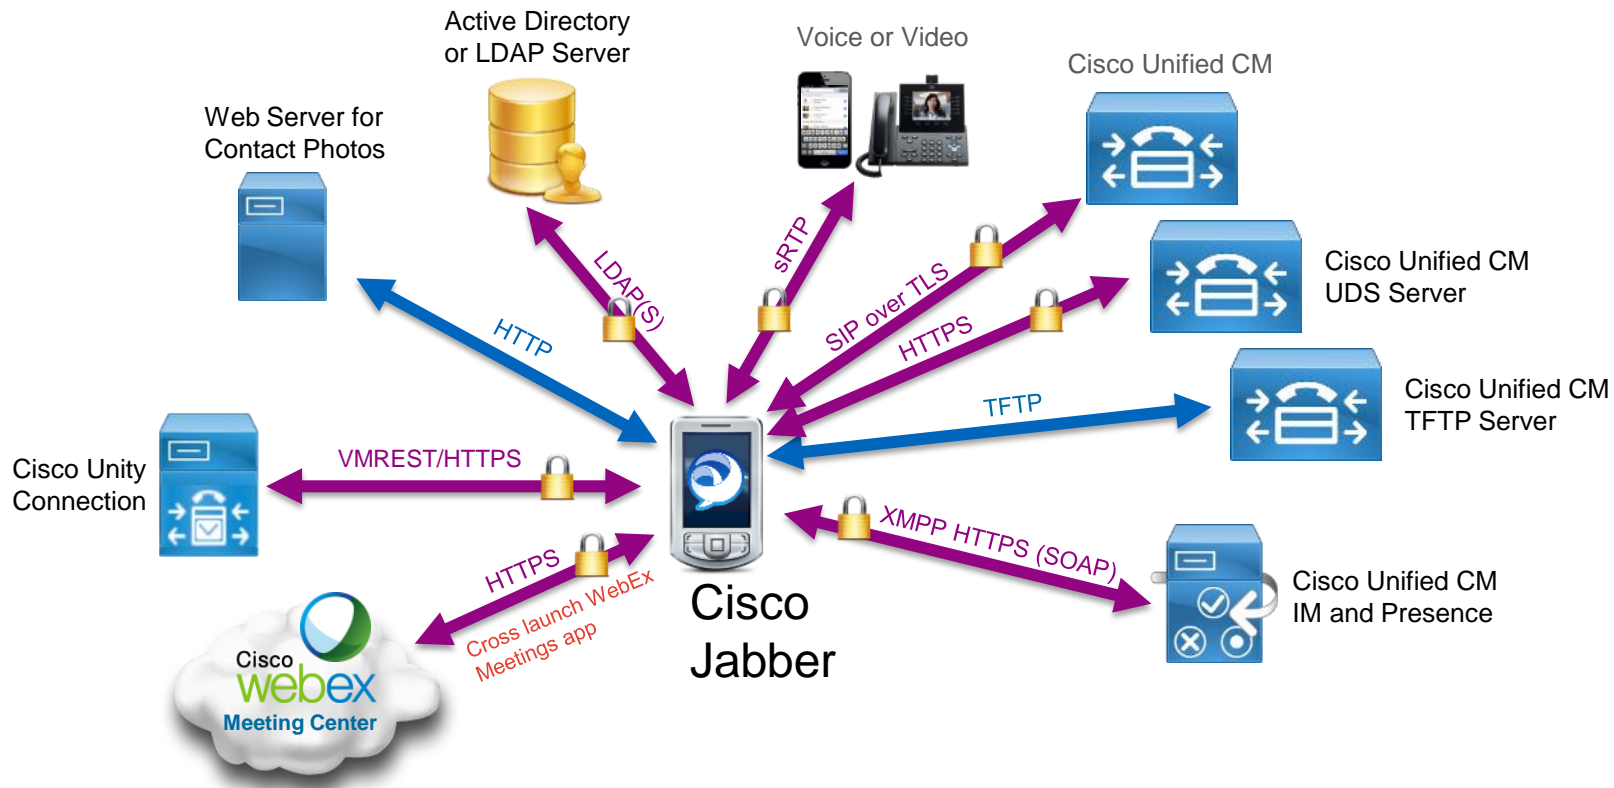 Active Directory
or LDAP Server
Voice or Video
Cisco Unified CM
Web Server for
Contact Photos
LDAP(S)
sRTP
SIP over TLS
HTTPS
Cisco Unified CM
UDS Server
HTTP
TFTP
Cisco Unified CM
TFTP Server
Cisco Unity
Connection
VMREST/HTTPS
XMPP HTTPS (SOAP)
Cisco Unified CM
IM and Presence
HTTPS
Cross launch WebEx
Meetings app
Cisco
Jabber
Cisco
webex
Meeting Center